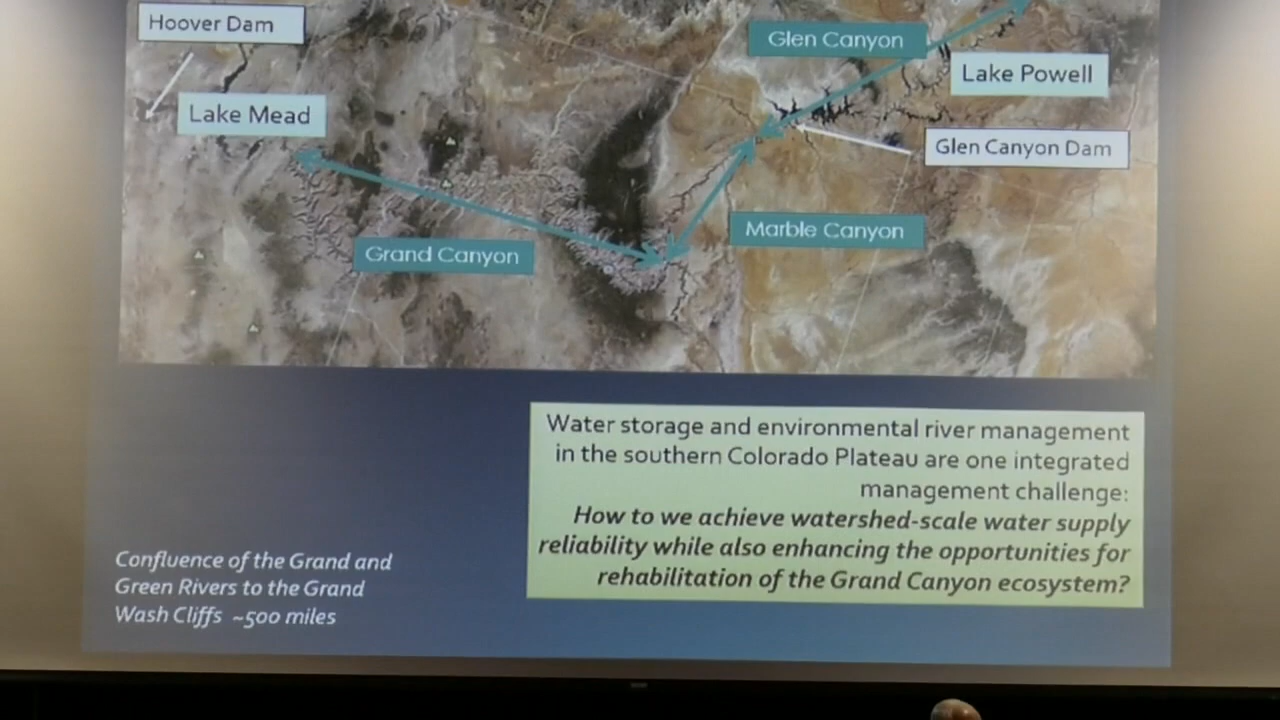 Hoover Dam
Glen Canyon
Lake Powell
Lake Mead
Glen Canyon Dam
Marble Canyon
Grand Canyon
Water storage and environmental river management
in the southern Colorado Plateau are one integrated
management challenge:
How to we achieve watershed-scale water supply
reliability while also enhancing the opportunities for
rehabilitation of the Grand Canyon ecosystem?
Confluence of the Grand and
Green Rivers to the Grand
Wash Cliffs ~500 miles